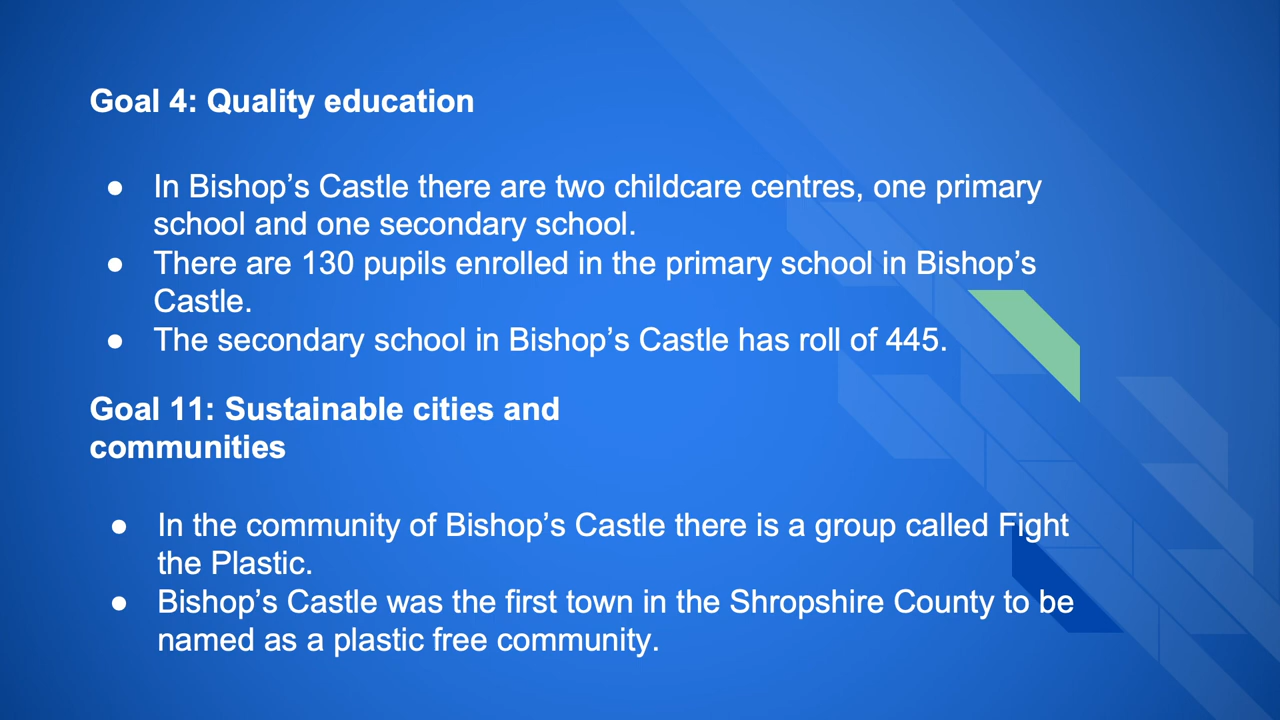 Goal 4: Quality education
● In Bishop’s Castle there are two childcare centres, one primary
school and one secondary school.
● There are 130 pupils enrolled in the primary school in Bishop’s
Castle.
● The secondary school in Bishop’s Castle has roll of 445.
Goal 11: Sustainable cities and
communities
● In the community of Bishop’s Castle there is a group called Fight
the Plastic.
● Bishop’s Castle was the first town in the Shropshire County to be
named as a plastic free community.